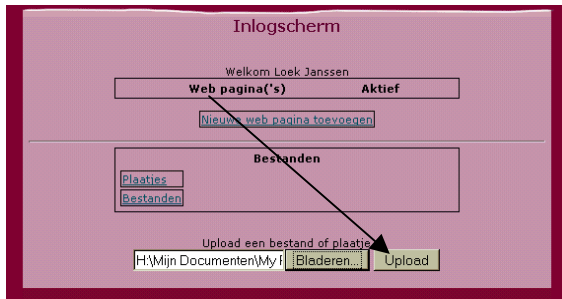 Inlogscherm
Welkom Loek Janssen
Web pagina('s) Aktief
Nieuwe web pagina toevoegen
Bestanden
Plaatjes
Bestanden
Upload een bestand of plaatje
H:\Mijn Documenten\My Bladeren... Upload